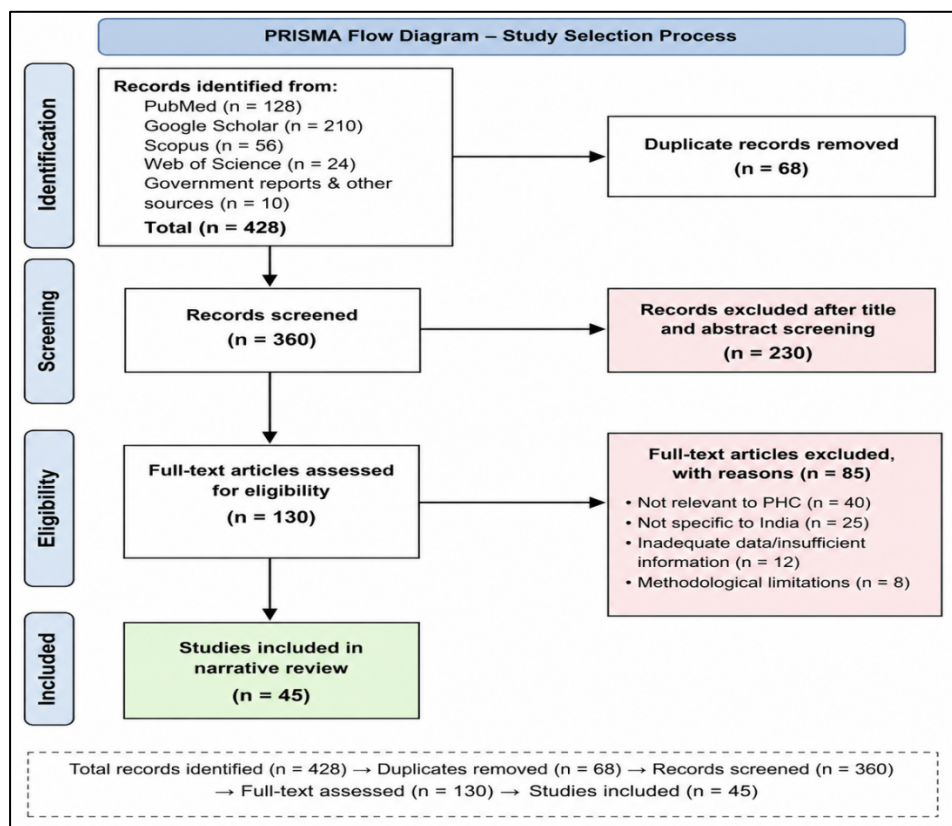 PRISMA Flow Diagram – Study Selection Process
Identification
Records identified from:
PubMed (n = 128)
Google Scholar (n = 210)
Scopus (n = 56)
Web of Science (n = 24)
Government reports & other
sources (n = 10)
Total (n = 428)
Duplicate records removed
(n = 68)
Screening
Records screened
(n = 360)
Records excluded after title
and abstract screening
(n = 230)
Eligibility
Full-text articles assessed
for eligibility
(n = 130)
Full-text articles excluded,
with reasons (n = 85)
• Not relevant to PHC (n = 40)
• Not specific to India (n = 25)
• Inadequate data/insufficient
information (n = 12)
• Methodological limitations (n = 8)
Included
Studies included in
narrative review
(n = 45)
Total records identified (n = 428) → Duplicates removed (n = 68) → Records screened (n = 360)
→ Full-text assessed (n = 130) → Studies included (n = 45)